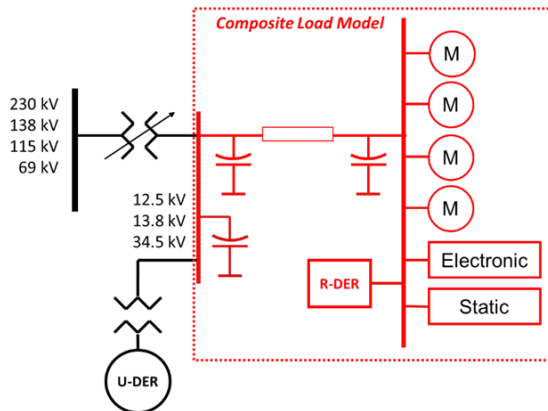 Composite Load Model
230 kV
138 kV
115 kV
69 kV
M
M
M
M
12.5 kV
13.8 kV
34.5 kV
Electronic
R-DER
Static
U-DER